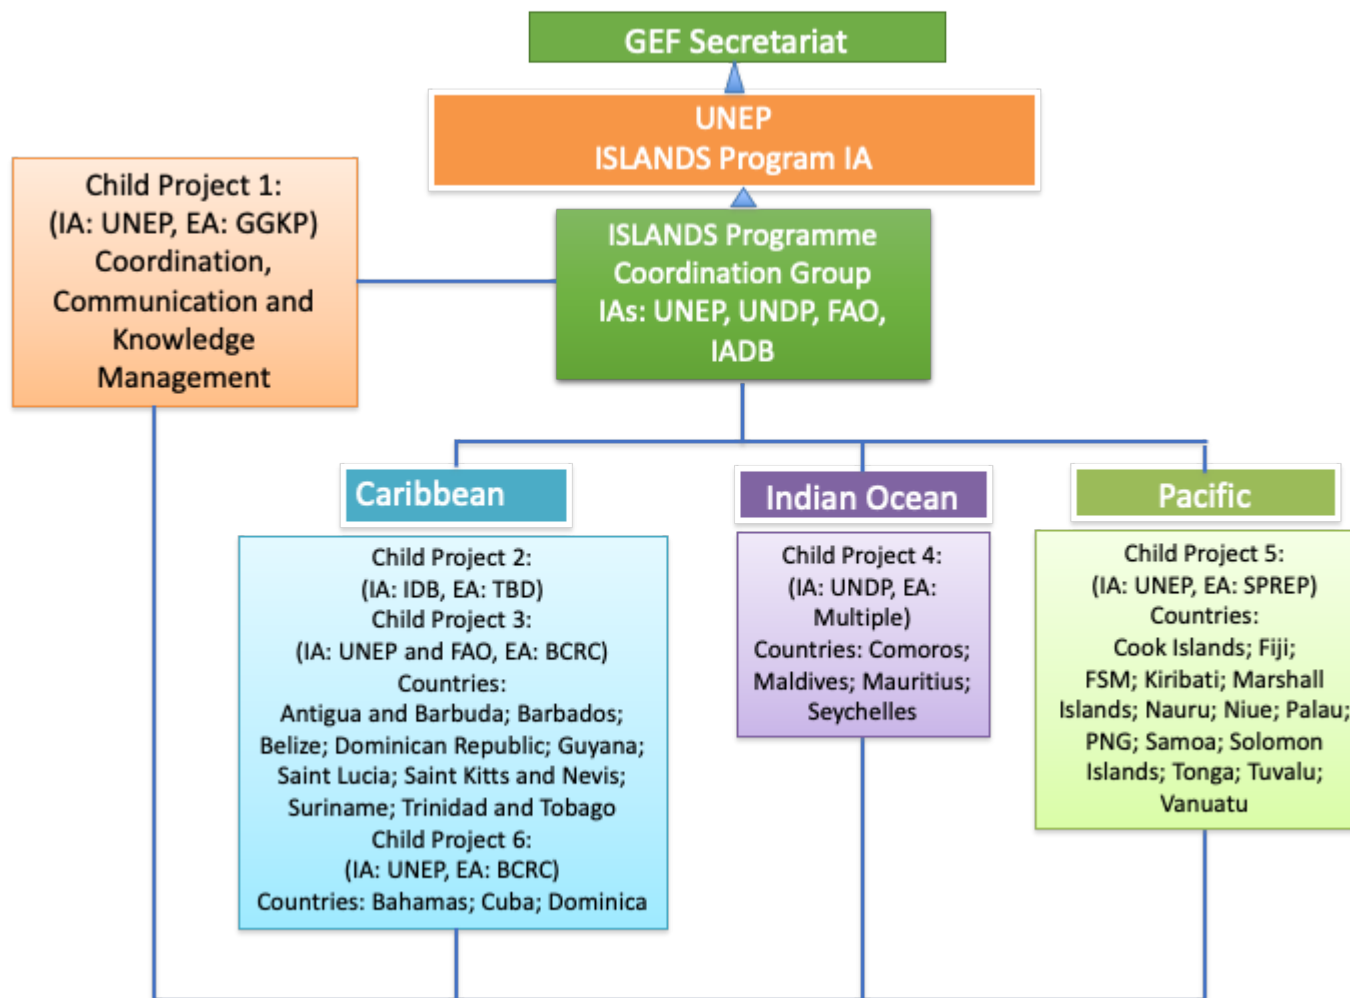 GEF Secretariat
UNEP
ISLANDS Program IA
Child Project 1:
(IA: UNEP, EA: GGKP)
Coordination,
Communication and
Knowledge
Management
ISLANDS Programme
Coordination Group
IAs: UNEP, UNDP, FAO,
IADB
Caribbean
Child Project 2:
(IA: IDB, EA: TBD)
Child Project 3:
(IA: UNEP and FAO, EA: BCRC)
Countries:
Antigua and Barbuda; Barbados;
Belize; Dominican Republic; Guyana;
Saint Lucia; Saint Kitts and Nevis;
Suriname; Trinidad and Tobago
Child Project 6:
(IA: UNEP, EA: BCRC)
Countries: Bahamas; Cuba; Dominica
Indian Ocean
Child Project 4:
(IA: UNDP, EA:
Multiple)
Countries: Comoros;
Maldives; Mauritius;
Seychelles
Pacific
Child Project 5:
(IA: UNEP, EA: SPREP)
Countries:
Cook Islands; Fiji;
FSM; Kiribati; Marshall
Islands; Nauru; Niue; Palau;
PNG; Samoa; Solomon
Islands; Tonga; Tuvalu;
Vanuatu